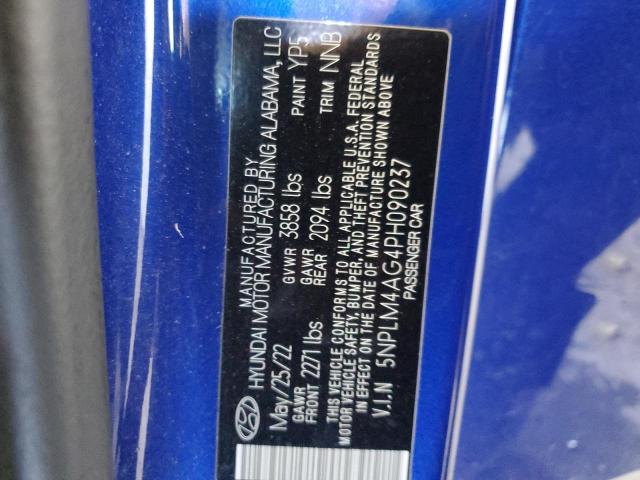 MANUFACTURED BY
HYUNDAI MOTOR MANUFACTURING ALABAMA, LLC
May/25/22 GVWR 3858 lbs PAINT YP5
GAWR FRONT 2271 lbs GAWR REAR 2094 lbs TRIM NNB
THIS VEHICLE CONFORMS TO ALL APPLICABLE U.S.A. FEDERAL
MOTOR VEHICLE SAFETY, BUMPER, AND THEFT PREVENTION STANDARDS
IN EFFECT ON THE DATE OF MANUFACTURE SHOWN ABOVE
V.I.N 5NPLM4AG4PH090237
PASSENGER CAR